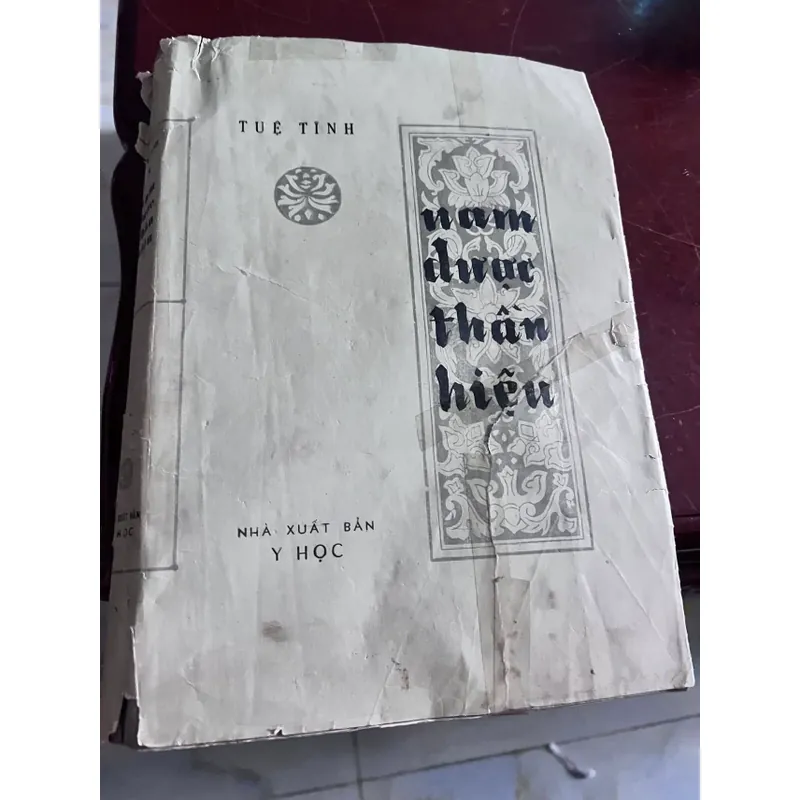 TUỆ TĨNH
nam
dược
thần
hiệu
NHÀ XUẤT BẢN
Y HỌC